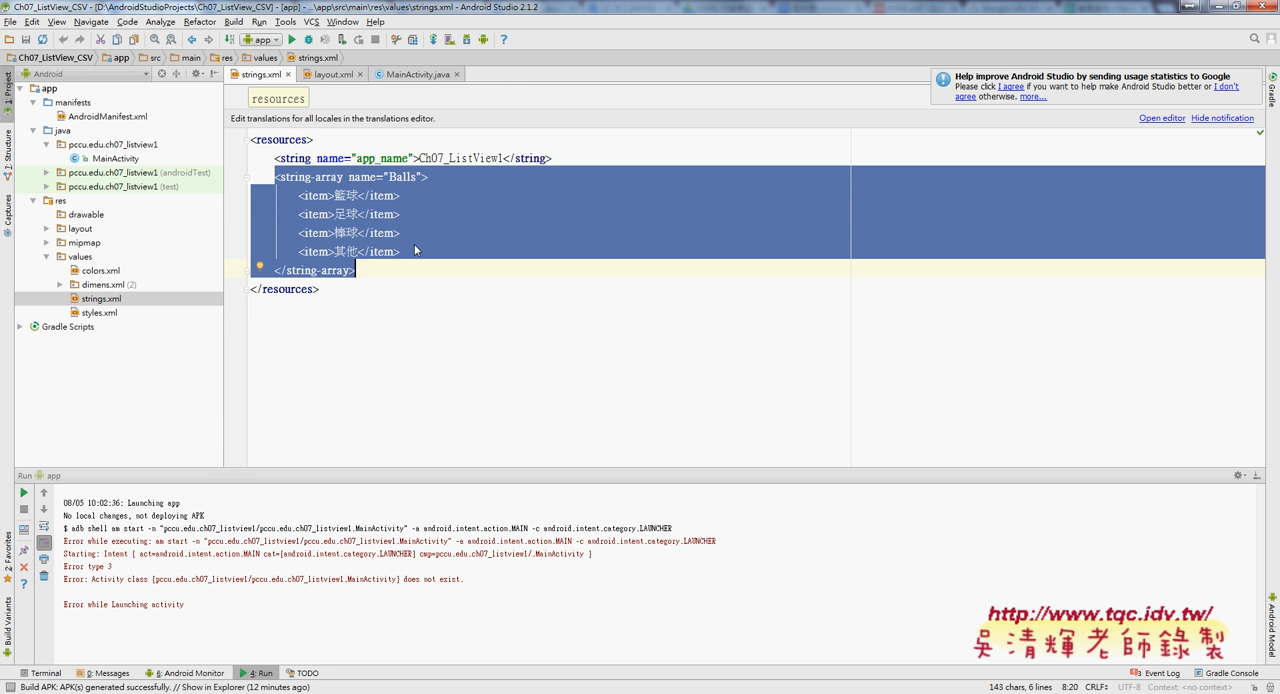 Ch07_ListView_CSV - [D:\AndroidStudioProjects\Ch07_ListView_CSV] - [app] - ...\app\src\main\res\values\strings.xml - Android Studio 2.1.2
File Edit View Navigate Code Analyze Refactor Build Run Tools VCS Window Help
app
Ch07_ListView_CSV app src main res values strings.xml
Android
strings.xml layout.xml MainActivity.java
1: Project
7: Structure
Captures
2: Favorites
Build Variants
Gradle
Android Model
app
manifests
AndroidManifest.xml
java
pccu.edu.ch07_listview1
MainActivity
pccu.edu.ch07_listview1 (androidTest)
pccu.edu.ch07_listview1 (test)
res
drawable
layout
mipmap
values
colors.xml
dimens.xml (2)
strings.xml
styles.xml
Gradle Scripts
resources
Help improve Android Studio by sending usage statistics to Google
Please click I agree if you want to help make Android Studio better or I don't
agree otherwise. more...
Edit translations for all locales in the translations editor.
Open editor Hide notification
<resources>
<string name="app_name">Ch07_ListView1</string>
<string-array name="Balls">
<item>籃球</item>
<item>足球</item>
<item>棒球</item>
<item>其他</item>
</string-array>
</resources>
Run app
08/05 10:02:36: Launching app
No local changes, not deploying APK
$ adb shell am start -n "pccu.edu.ch07_listview1/pccu.edu.ch07_listview1.MainActivity" -a android.intent.action.MAIN -c android.intent.category.LAUNCHER
Error while executing: am start -n "pccu.edu.ch07_listview1/pccu.edu.ch07_listview1.MainActivity" -a android.intent.action.MAIN -c android.intent.category.LAUNCHER
Starting: Intent { act=android.intent.action.MAIN cat=[android.intent.category.LAUNCHER] cmp=pccu.edu.ch07_listview1/.MainActivity }
Error type 3
Error: Activity class {pccu.edu.ch07_listview1/pccu.edu.ch07_listview1.MainActivity} does not exist.
Error while Launching activity
http://www.tqc.idv.tw/
吳清輝老師錄製
Terminal 0: Messages 6: Android Monitor 4: Run TODO Event Log Gradle Console
Build APK: APK(s) generated successfully. // Show in Explorer (12 minutes ago) 143 chars, 6 lines 8:20 CRLF÷ UTF-8 Context: <no context>